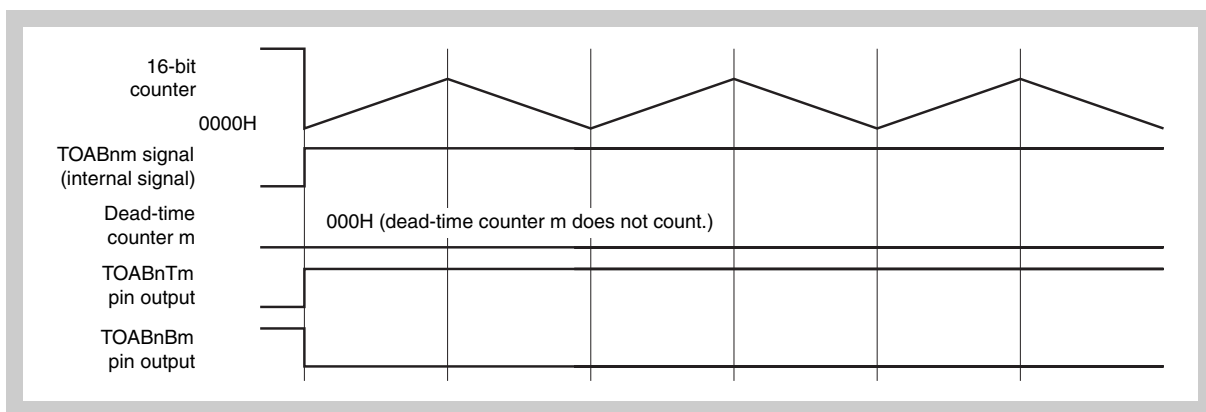 16-bit
counter
0000H
TOABnm signal
(internal signal)
Dead-time
counter m
000H (dead-time counter m does not count.)
TOABnTm
pin output
TOABnBm
pin output